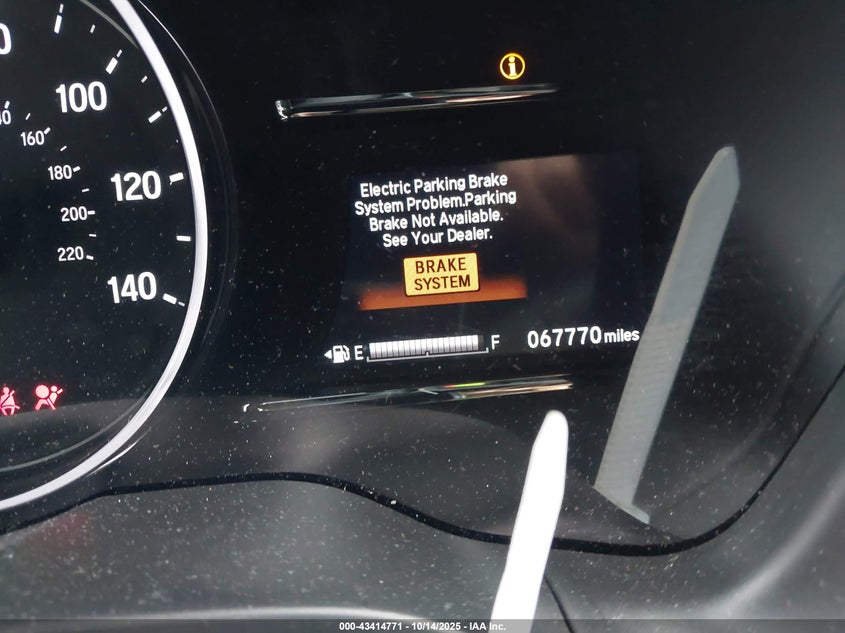 100
160
180
120
200
220
140
Electric Parking Brake
System Problem.Parking
Brake Not Available.
See Your Dealer.
BRAKE
SYSTEM
E F
067770 miles
000-43414771 - 10/14/2025 - IAA Inc.